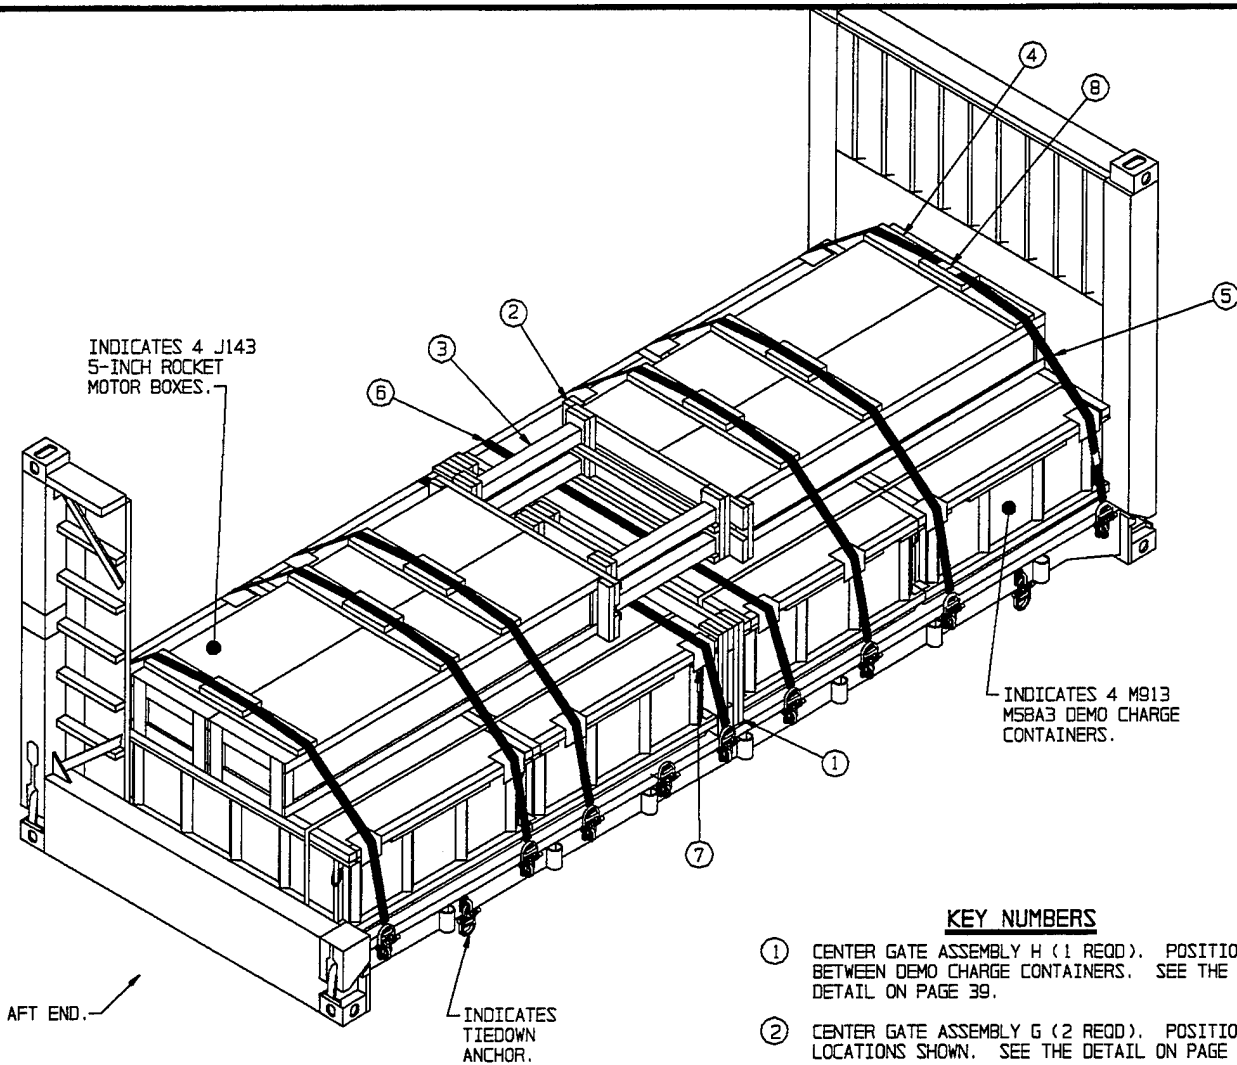 4
8
5
2
3
6
INDICATES 4 J143
5-INCH ROCKET
MOTOR BOXES.
INDICATES 4 M913
M58A3 DEMO CHARGE
CONTAINERS.
1
7
AFT END.
INDICATES
TIEDOWN
ANCHOR.
KEY NUMBERS
1 CENTER GATE ASSEMBLY H (1 REQD). POSITIO
BETWEEN DEMO CHARGE CONTAINERS. SEE THE
DETAIL ON PAGE 39.
2 CENTER GATE ASSEMBLY G (2 REQD). POSITIO
LOCATIONS SHOWN. SEE THE DETAIL ON PAGE